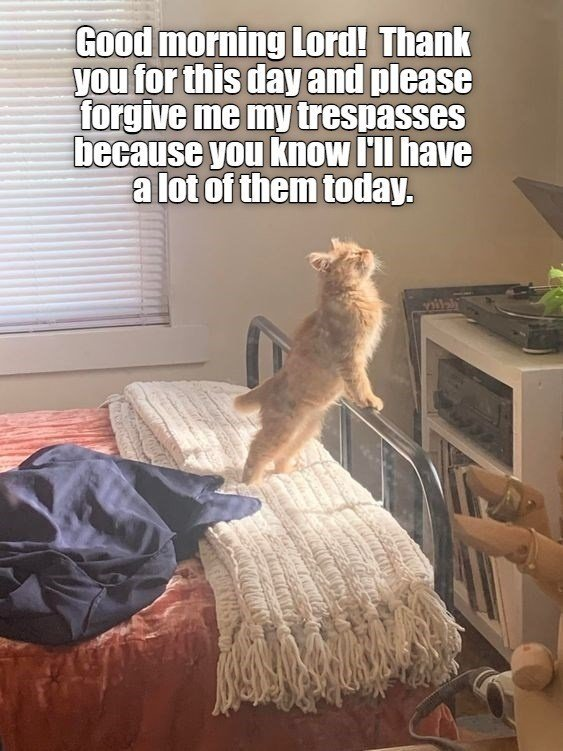 Good morning Lord!  Thank
you for this day and please
forgive me my trespasses
because you know I'll have
a lot of them today.